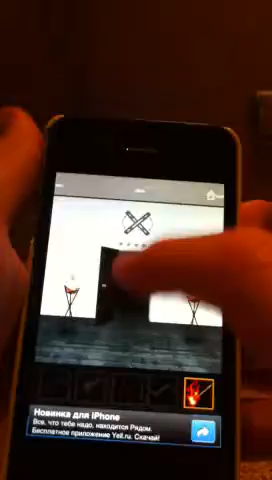 Новинка для iPhone
Все, что тебе надо, находится Рядом.
Бесплатное приложение Yell.ru. Скачай!